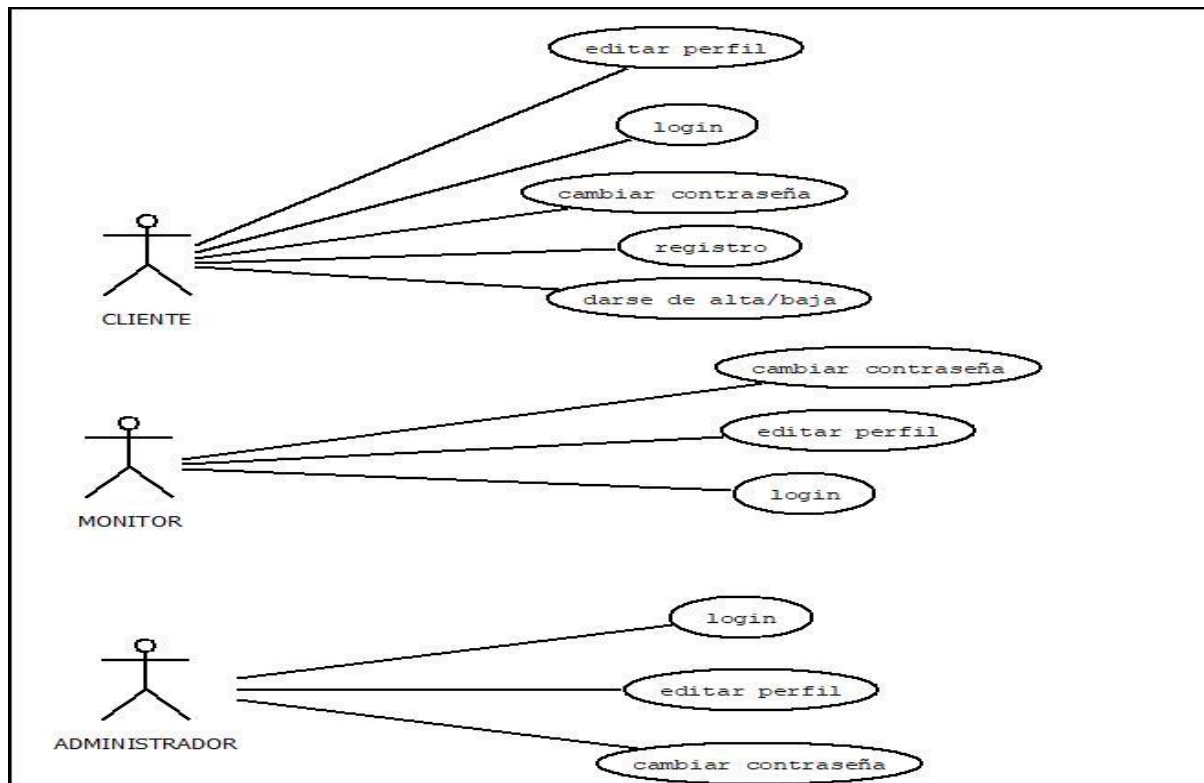 editar perfil
login
cambiar contraseña
registro
darse de alta/baja
CLIENTE
cambiar contraseña
editar perfil
login
MONITOR
login
editar perfil
ADMINISTRADOR
cambiar contraseña